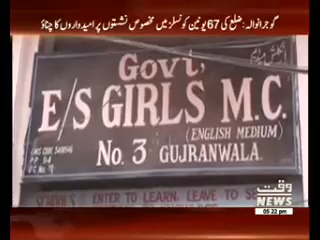 گوجرانوالہ: ضلع کی 67 یونین کونسلز میں مخصوص نشستوں پر امیدواروں کا چناؤ
Govt,
E/S GIRLS M.C.
(ENGLISH MEDIUM)
No. 3 GUJRANWALA.
P.P
ENTER TO LEARN, LEAVE TO
وقت
NEWS
05:22 pm